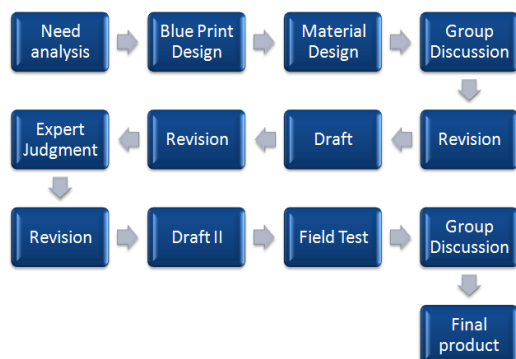 Need
analysis
Blue Print
Design
Material
Design
Group
Discussion
Revision
Draft
Revision
Expert
Judgment
Revision
Draft II
Field Test
Group
Discussion
Final
product